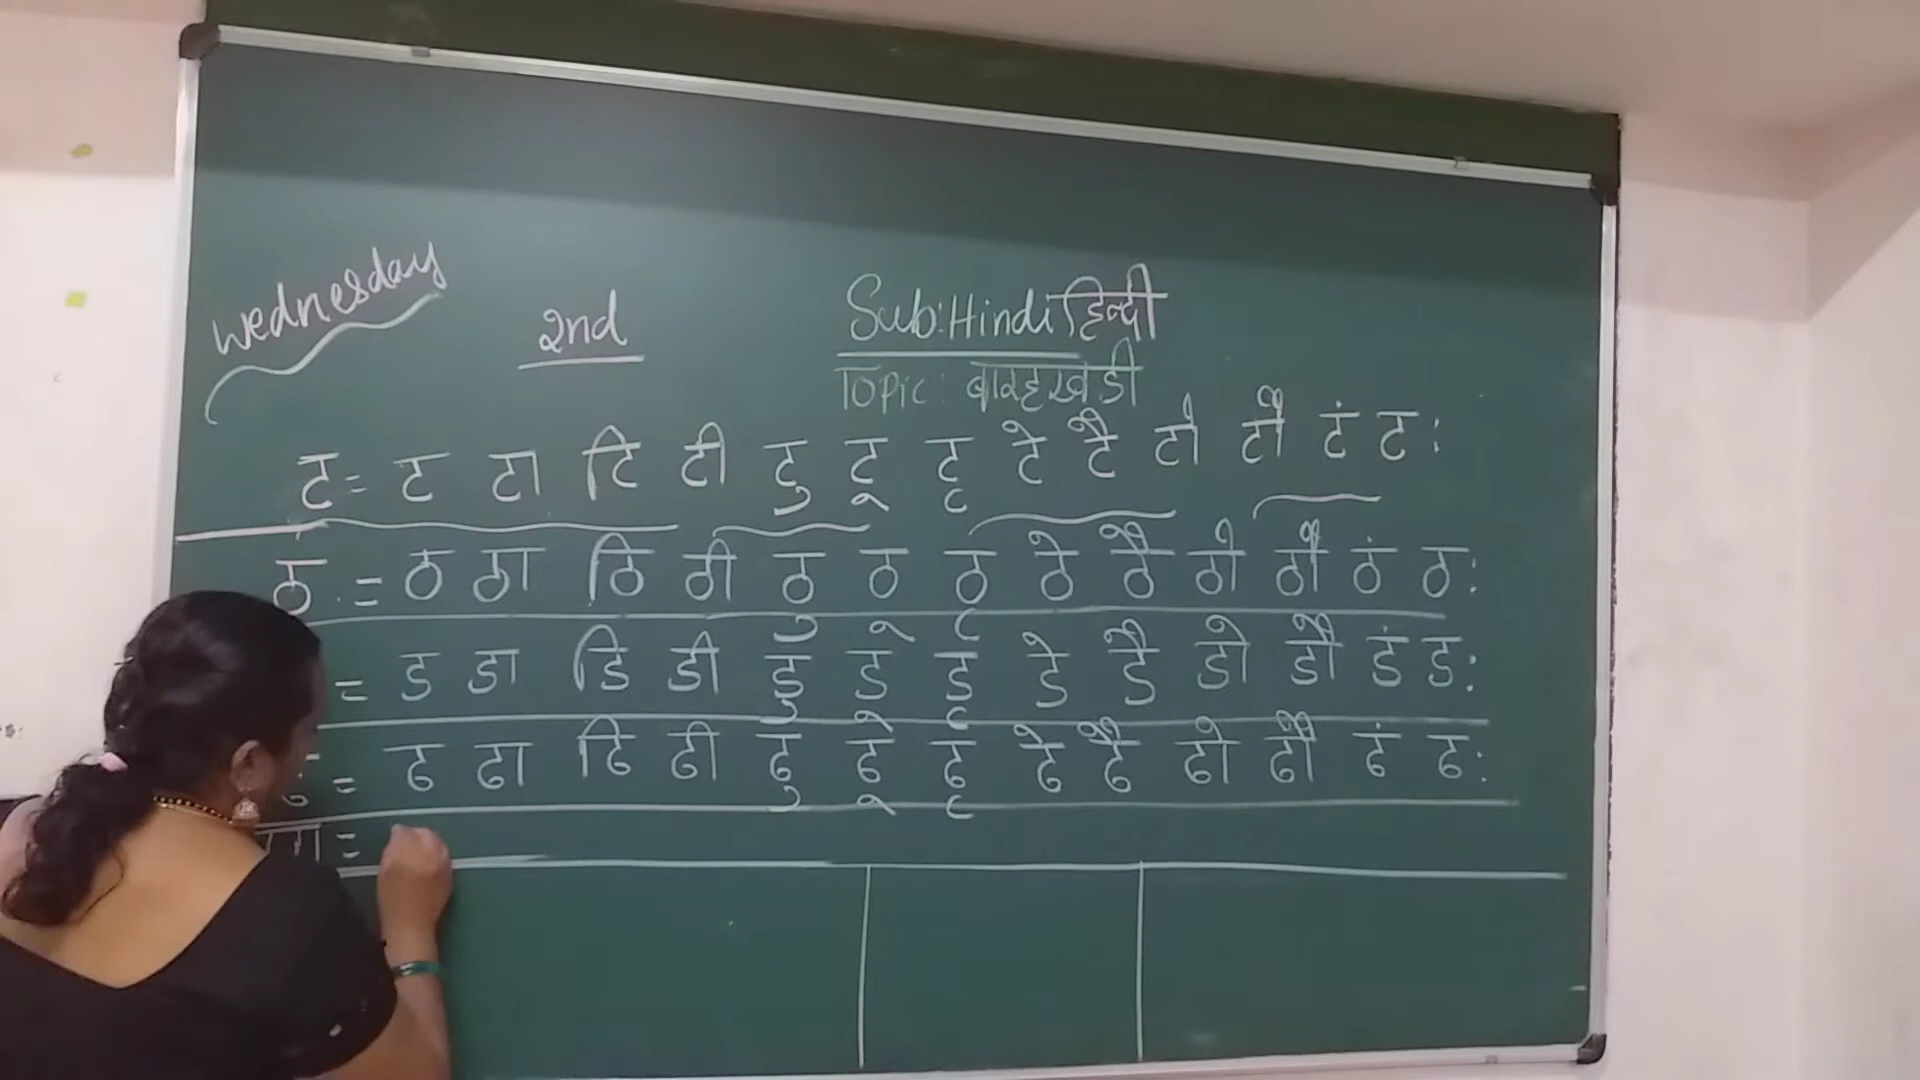 Wednesday 2nd Sub:Hindi हिन्दी
Topic: बारहखडी
ट= ट टा टि टी टु टू टृ टे टै टो टौ टं टः
ठ = ठ ठा ठि ठी ठु ठू ठृ ठे ठै ठो ठौ ठं ठः
= ड डा डि डी डु डू डृ डे डै डो डौ डं डः
= ढ ढा ढि ढी ढु ढू ढृ ढे ढै ढो ढौ ढं ढः
ण =